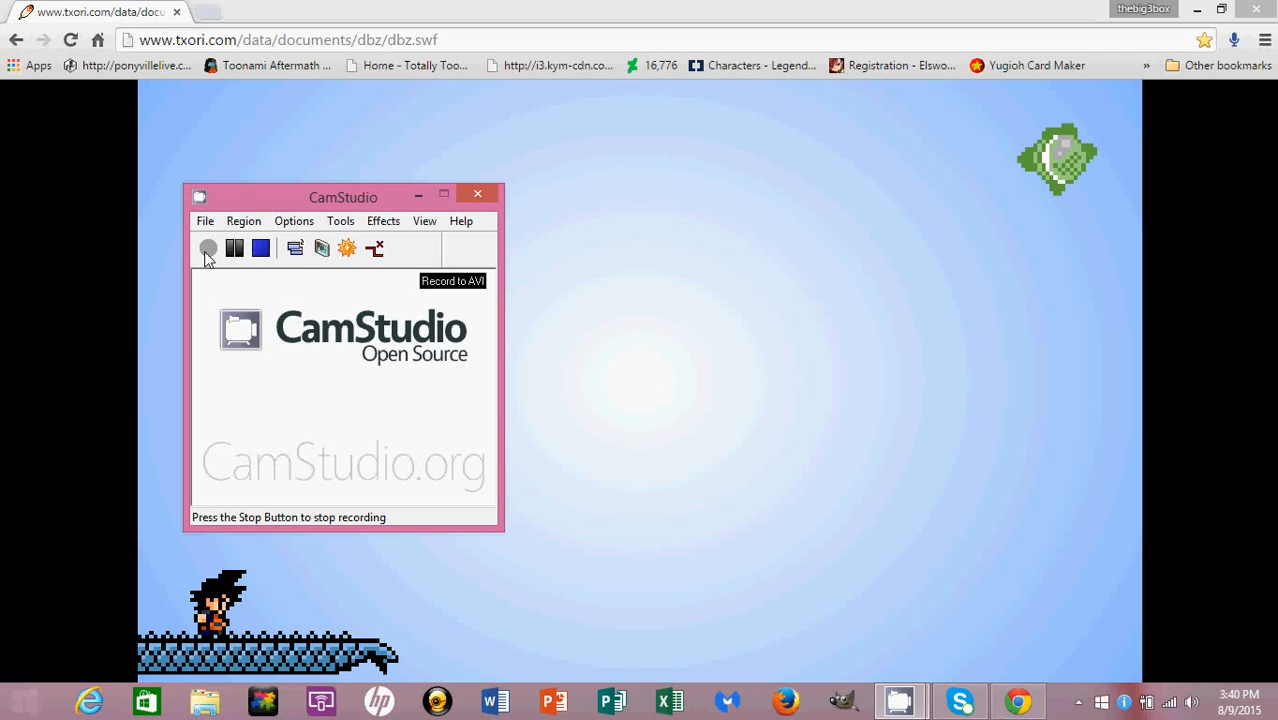 www.txori.com/data/docu
thebig3box
www.txori.com/data/documents/dbz/dbz.swf
Apps
http://ponyvillelive.c...
Toonami Aftermath ...
Home - Totally Too...
http://i3.kym-cdn.co...
16,776
Characters - Legend...
Registration - Elswo...
Yugioh Card Maker
»
Other bookmarks
CamStudio
File Region Options Tools Effects View Help
Record to AVI
CamStudio
Open Source
CamStudio.org
Press the Stop Button to stop recording
3:40 PM
8/9/2015